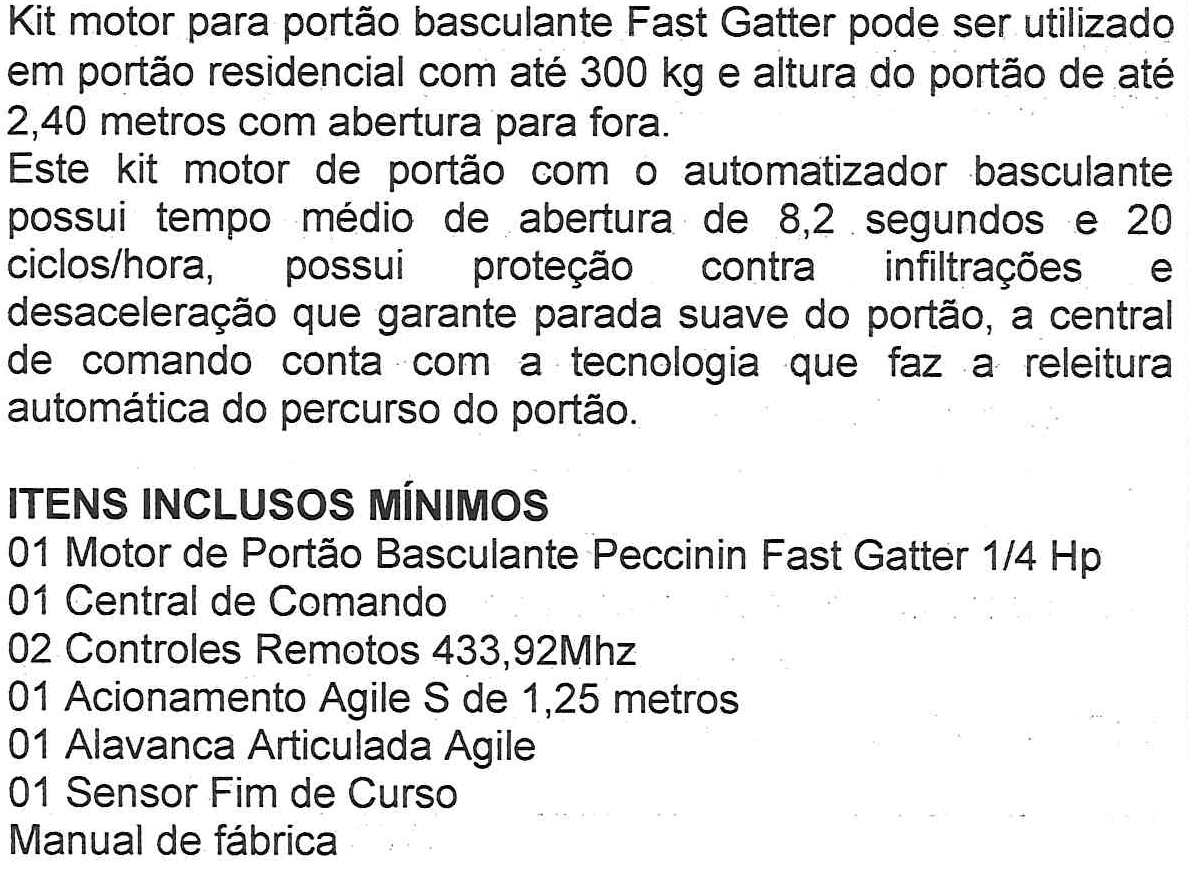 Kit motor para portão basculante Fast Gatter pode ser utilizado
em portão residencial com até 300 kg e altura do portão de até
2,40 metros com abertura para fora.
Este kit motor de portão com o automatizador basculante
possui tempo médio de abertura de 8,2 segundos e 20
ciclos/hora, possui proteção contra infiltrações e
desaceleração que garante parada suave do portão, a central
de comando conta com a tecnologia que faz a releitura
automática do percurso do portão.
ITENS INCLUSOS MÍNIMOS
01 Motor de Portão Basculante Peccinin Fast Gatter 1/4 Hp
01 Central de Comando
02 Controles Remotos 433,92Mhz
01 Acionamento Agile S de 1,25 metros
01 Alavanca Articulada Agile
01 Sensor Fim de Curso
Manual de fábrica